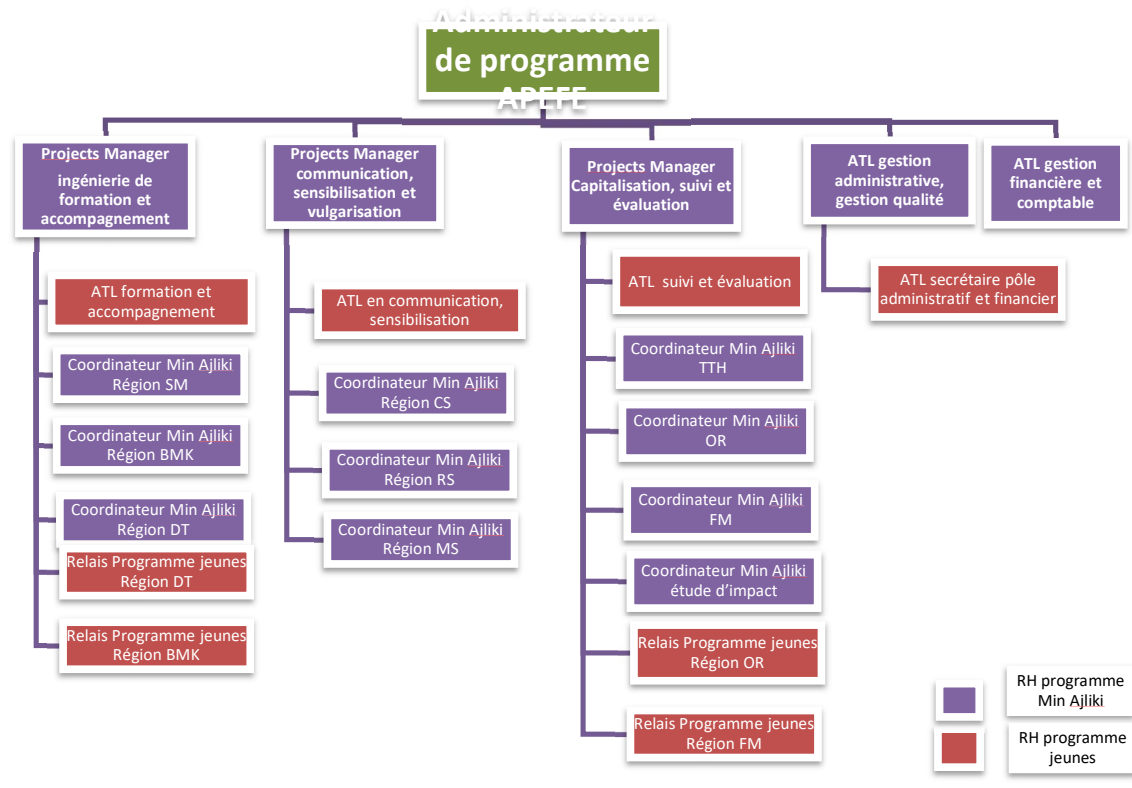 Administrateur
de programme
APEFE
Projects Manager
ingénierie de
formation et
accompagnement
ATL formation et
accompagnement
Coordinateur Min Ajliki
Région SM
Coordinateur Min Ajliki
Région BMK
Coordinateur Min Ajliki
Région DT
Relais Programme jeunes
Région DT
Relais Programme jeunes
Région BMK
Projects Manager
communication,
sensibilisation et
vulgarisation
ATL en communication,
sensibilisation
Coordinateur Min Ajliki
Région CS
Coordinateur Min Ajliki
Région RS
Coordinateur Min Ajliki
Région MS
Projects Manager
Capitalisation, suivi et
évaluation
ATL suivi et évaluation
Coordinateur Min Ajliki
TTH
Coordinateur Min Ajliki
OR
Coordinateur Min Ajliki
FM
Coordinateur Min Ajliki
étude d'impact
Relais Programme jeunes
Région OR
Relais Programme jeunes
Région FM
ATL gestion
administrative,
gestion qualité
ATL secrétaire pôle
administratif et financier
ATL gestion
financière et
comptable
RH programme
Min Ajliki
RH programme
jeunes